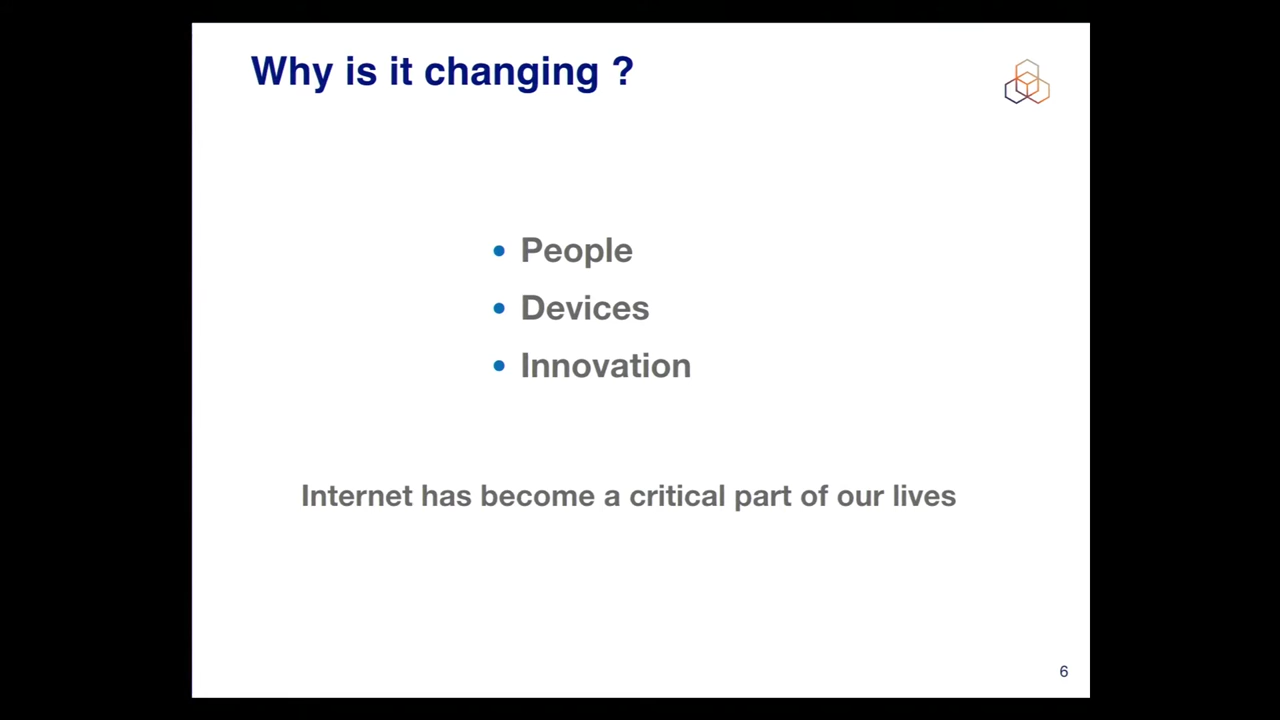 Why is it changing ?
• People
• Devices
• Innovation
Internet has become a critical part of our lives
6